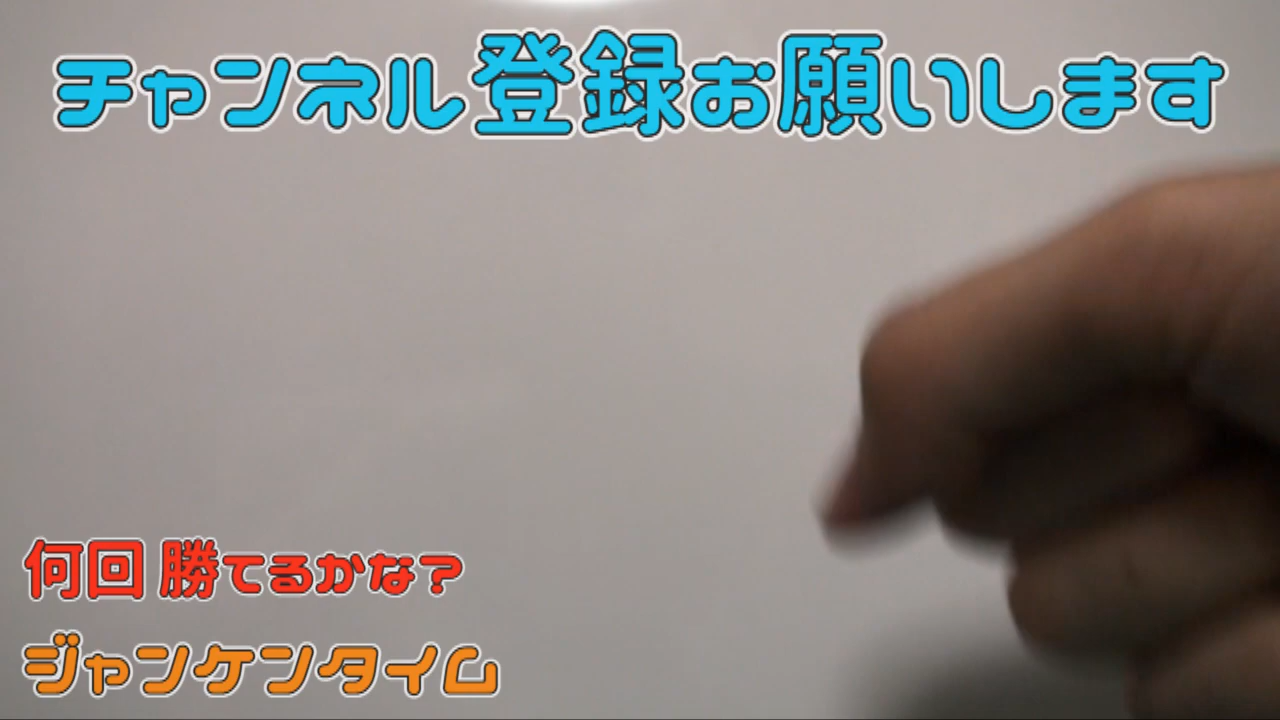 チャンネル登録お願いします
何回勝てるかな?
ジャンケンタイム